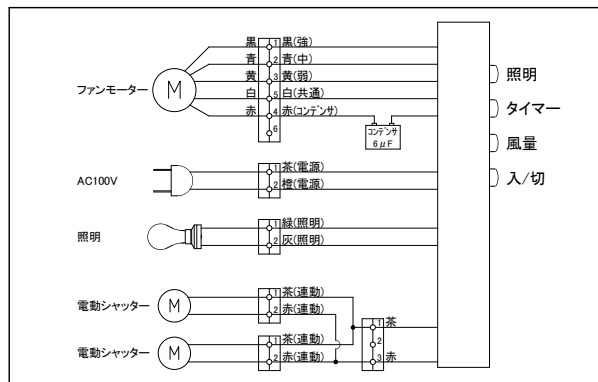 ファンモーター
M
黒 1 黒(強)
青 2 青(中)
黄 3 黄(弱)
白 5 白(共通)
赤 4 赤(コンデンサ)
6
コンデンサ
6μF
照明
タイマー
風量
入/切
AC100V
1 茶(電源)
2 橙(電源)
照明
1 緑(照明)
2 灰(照明)
電動シャッター
M
1 茶(連動)
2 赤(連動)
電動シャッター
M
1 茶(連動)
2 赤(連動)
1 茶
2
3 赤